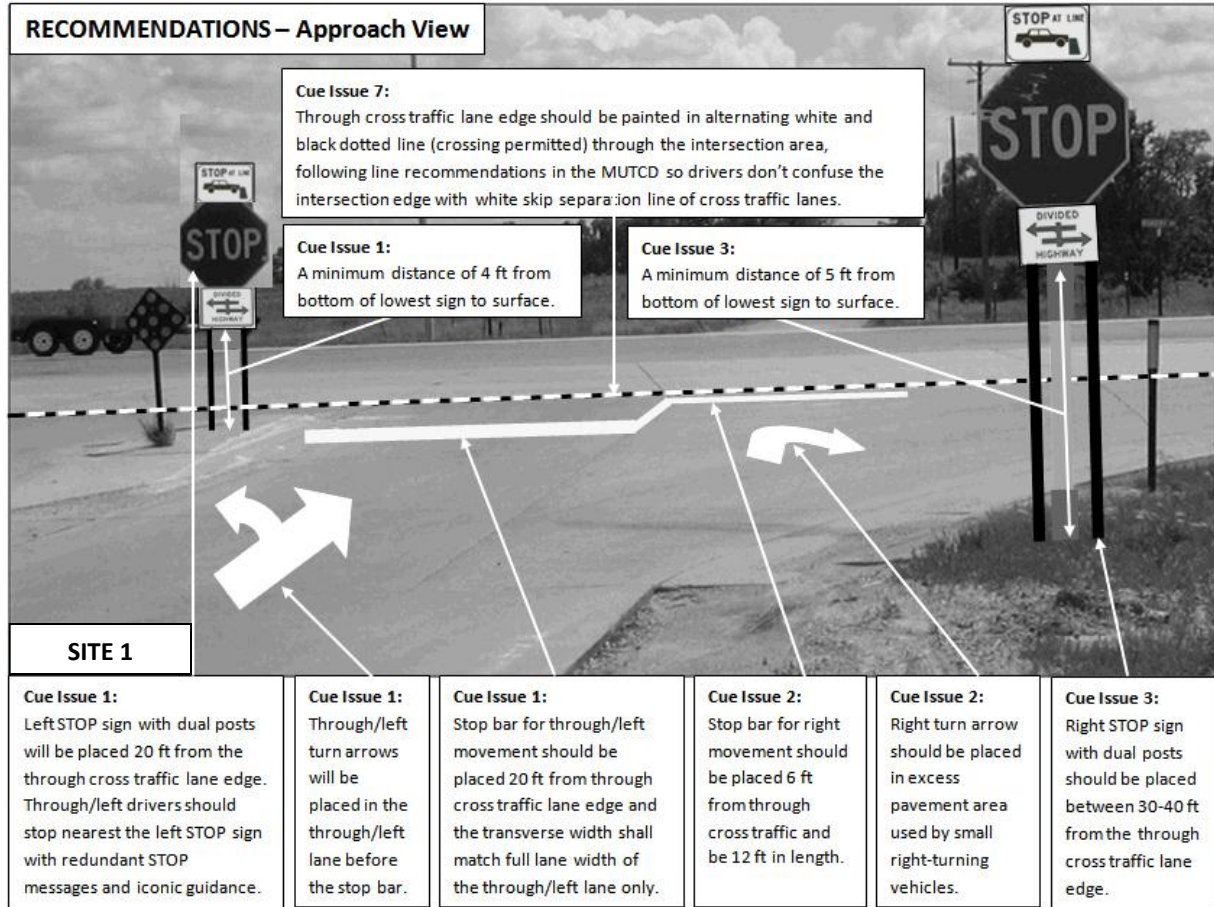 RECOMMENDATIONS – Approach View
STOP AT LINE
STOP
DIVIDED
HIGHWAY
Cue Issue 7:
Through cross traffic lane edge should be painted in alternating white and
black dotted line (crossing permitted) through the intersection area,
following line recommendations in the MUTCD so drivers don’t confuse the
intersection edge with white skip separation line of cross traffic lanes.
STOP AT LINE
STOP
DIVIDED
HIGHWAY
Cue Issue 1:
A minimum distance of 4 ft from
bottom of lowest sign to surface.
Cue Issue 3:
A minimum distance of 5 ft from
bottom of lowest sign to surface.
SITE 1
Cue Issue 1:
Left STOP sign with dual posts
will be placed 20 ft from the
through cross traffic lane edge.
Through/left drivers should
stop nearest the left STOP sign
with redundant STOP
messages and iconic guidance.
Cue Issue 1:
Through/left
turn arrows
will be
placed in the
through/left
lane before
the stop bar.
Cue Issue 1:
Stop bar for through/left
movement should be
placed 20 ft from through
cross traffic lane edge and
the transverse width shall
match full lane width of
the through/left lane only.
Cue Issue 2:
Stop bar for right
movement should
be placed 6 ft
from through
cross traffic and
be 12 ft in length.
Cue Issue 2:
Right turn arrow
should be placed
in excess
pavement area
used by small
right-turning
vehicles.
Cue Issue 3:
Right STOP sign
with dual posts
should be placed
between 30-40 ft
from the through
cross traffic lane
edge.